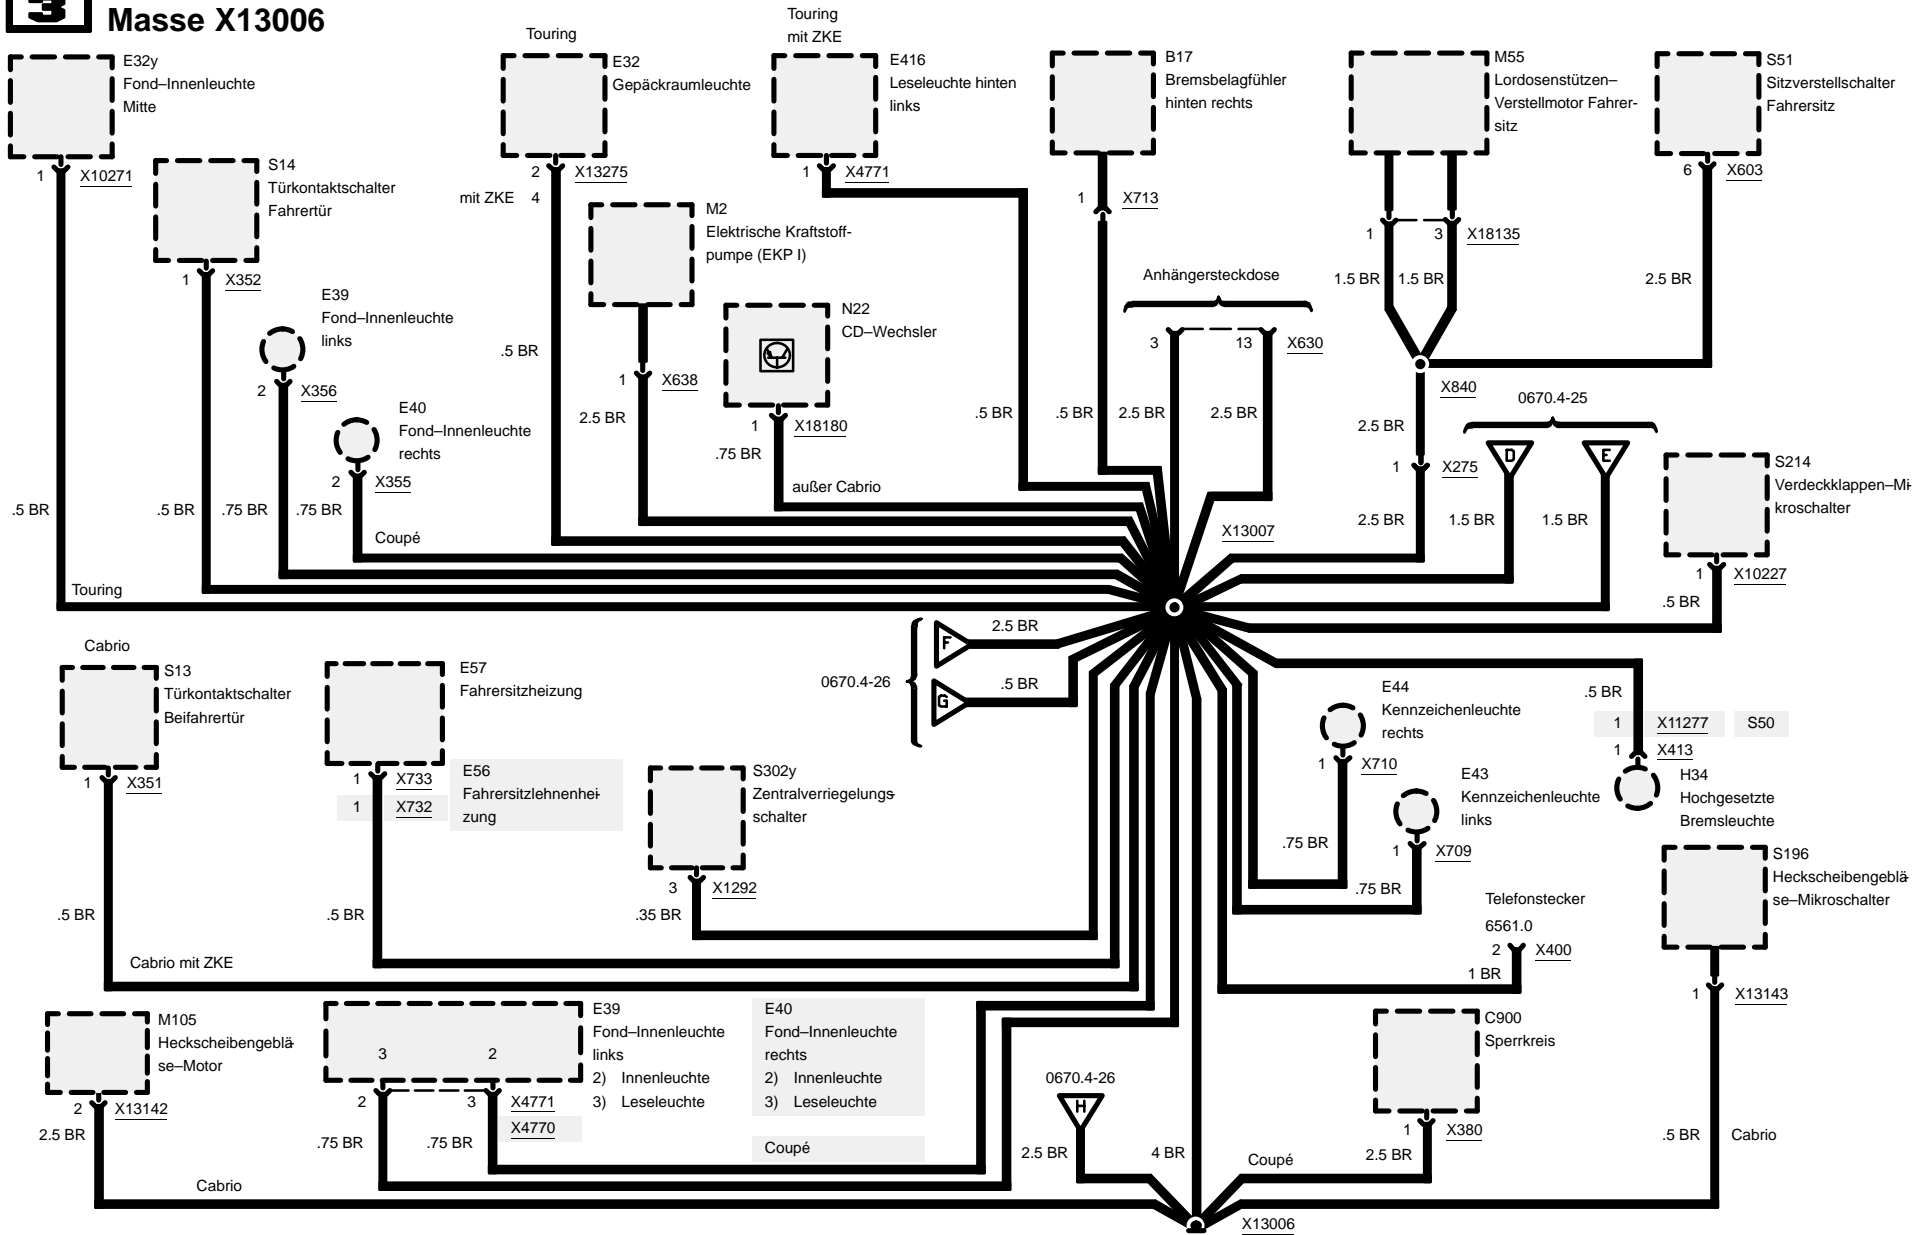 3
Masse X13006
E32y
Fond–Innenleuchte
Mitte
1
X10271
S14
Türkontaktschalter
Fahrertür
1
X352
E39
Fond–Innenleuchte
links
2
X356
E40
Fond–Innenleuchte
rechts
2
X355
.5 BR
.5 BR
.75 BR
.75 BR
Coupé
Touring
Touring
E32
Gepäckraumleuchte
2
X13275
mit ZKE
4
.5 BR
M2
Elektrische Kraftstoff-
pumpe (EKP I)
1
X638
2.5 BR
Touring
mit ZKE
E416
Leseleuchte hinten
links
1
X4771
.5 BR
N22
CD–Wechsler
1
X18180
.75 BR
außer Cabrio
B17
Bremsbelagfühler
hinten rechts
1
X713
.5 BR
Anhängersteckdose
3
13
X630
2.5 BR
2.5 BR
X13007
M55
Lordosenstützen–
Verstellmotor Fahrer-
sitz
1
3
X18135
1.5 BR
1.5 BR
S51
Sitzverstellschalter
Fahrersitz
6
X603
2.5 BR
X840
2.5 BR
1
X275
2.5 BR
0670.4-25
D
E
1.5 BR
1.5 BR
S214
Verdeckklappen–Mi-
kroschalter
1
X10227
.5 BR
0670.4-26
F
2.5 BR
G
.5 BR
Cabrio
S13
Türkontaktschalter
Beifahrertür
1
X351
.5 BR
Cabrio mit ZKE
E57
Fahrersitzheizung
1
X733
1
X732
E56
Fahrersitzlehnenhei-
zung
.5 BR
S302y
Zentralverriegelungs-
schalter
3
X1292
.35 BR
E44
Kennzeichenleuchte
rechts
1
X710
.75 BR
E43
Kennzeichenleuchte
links
1
X709
.75 BR
.5 BR
1
X11277
S50
1
X413
H34
Hochgesetzte
Bremsleuchte
Telefonstecker
6561.0
2
X400
1 BR
S196
Heckscheibengeblä-
se–Mikroschalter
1
X13143
.5 BR
Cabrio
M105
Heckscheibengeblä-
se–Motor
2
X13142
2.5 BR
Cabrio
3
2
2
3
X4771
X4770
.75 BR
.75 BR
E39
Fond–Innenleuchte
links
2) Innenleuchte
3) Leseleuchte
E40
Fond–Innenleuchte
rechts
2) Innenleuchte
3) Leseleuchte
Coupé
0670.4-26
H
2.5 BR
4 BR
C900
Sperrkreis
1
X380
2.5 BR
Coupé
X13006